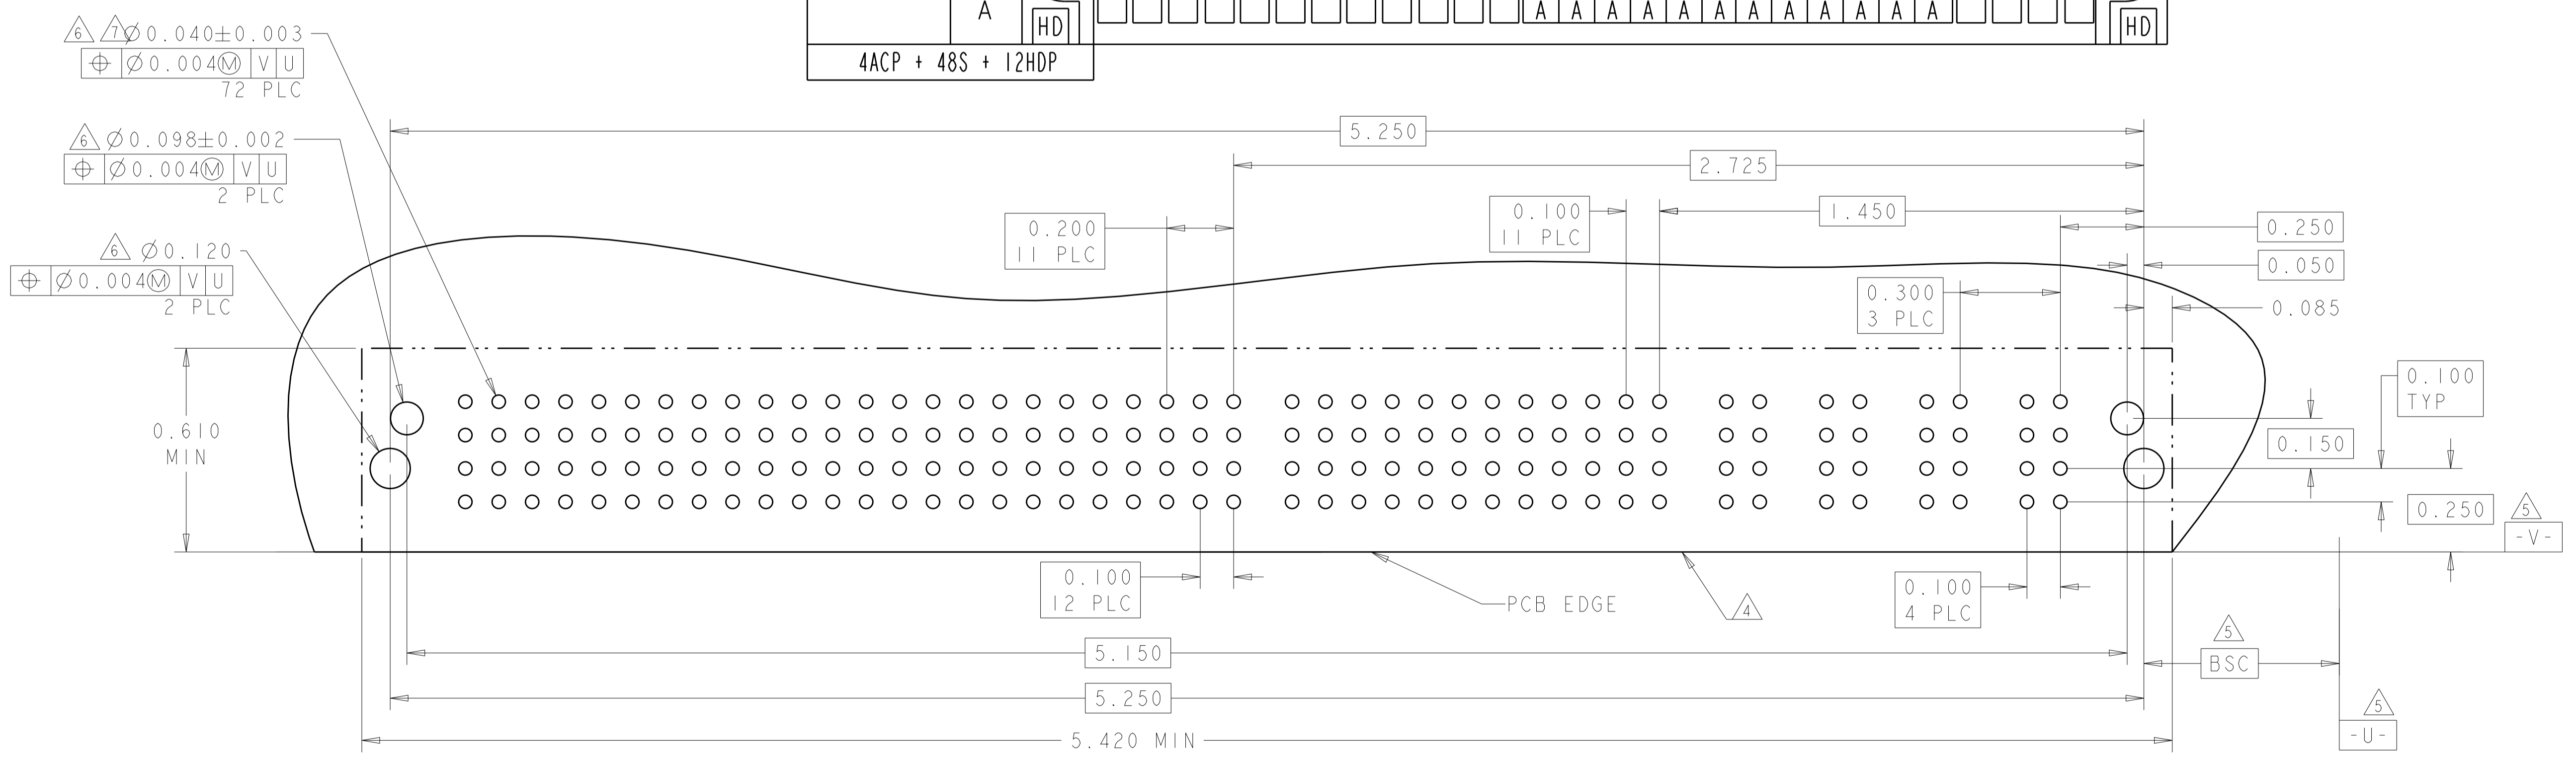 A
HD
A A A A A A A A A A A A
HD
4ACP + 48S + 12HDP
6 7 Ø0.040±0.003
⌖ Ø0.004Ⓜ V U
72 PLC
6 Ø0.098±0.002
⌖ Ø0.004Ⓜ V U
2 PLC
6 Ø0.120
⌖ Ø0.004Ⓜ V U
2 PLC
5.250
2.725
0.200
11 PLC
0.100
11 PLC
1.450
0.250
0.050
0.300
3 PLC
0.085
0.610
MIN
0.100
TYP
0.150
0.250
5
-V-
0.100
12 PLC
PCB EDGE
4
0.100
4 PLC
5.150
5
BSC
5.250
5
-U-
5.420 MIN